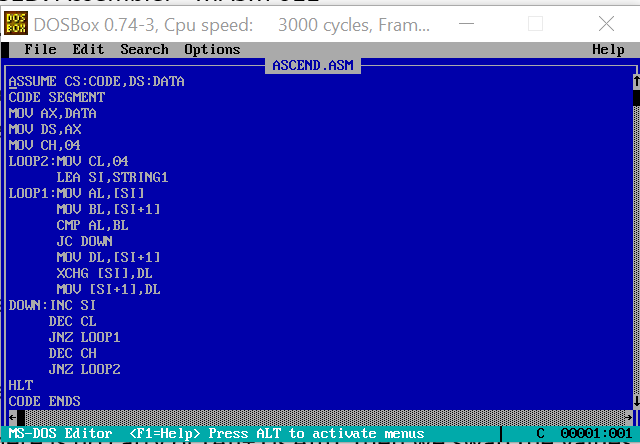 DOSBox 0.74-3, Cpu speed:    3000 cycles, Fram...
File  Edit  Search  Options  Help
ASCEND.ASM
ASSUME CS:CODE,DS:DATA
CODE SEGMENT
MOV AX,DATA
MOV DS,AX
MOV CH,04
LOOP2:MOV CL,04
LEA SI,STRING1
LOOP1:MOV AL,[SI]
MOV BL,[SI+1]
CMP AL,BL
JC DOWN
MOV DL,[SI+1]
XCHG [SI],DL
MOV [SI+1],DL
DOWN:INC SI
DEC CL
JNZ LOOP1
DEC CH
JNZ LOOP2
HLT
CODE ENDS
MS-DOS Editor  <F1=Help> Press ALT to activate menus  C  00001:001